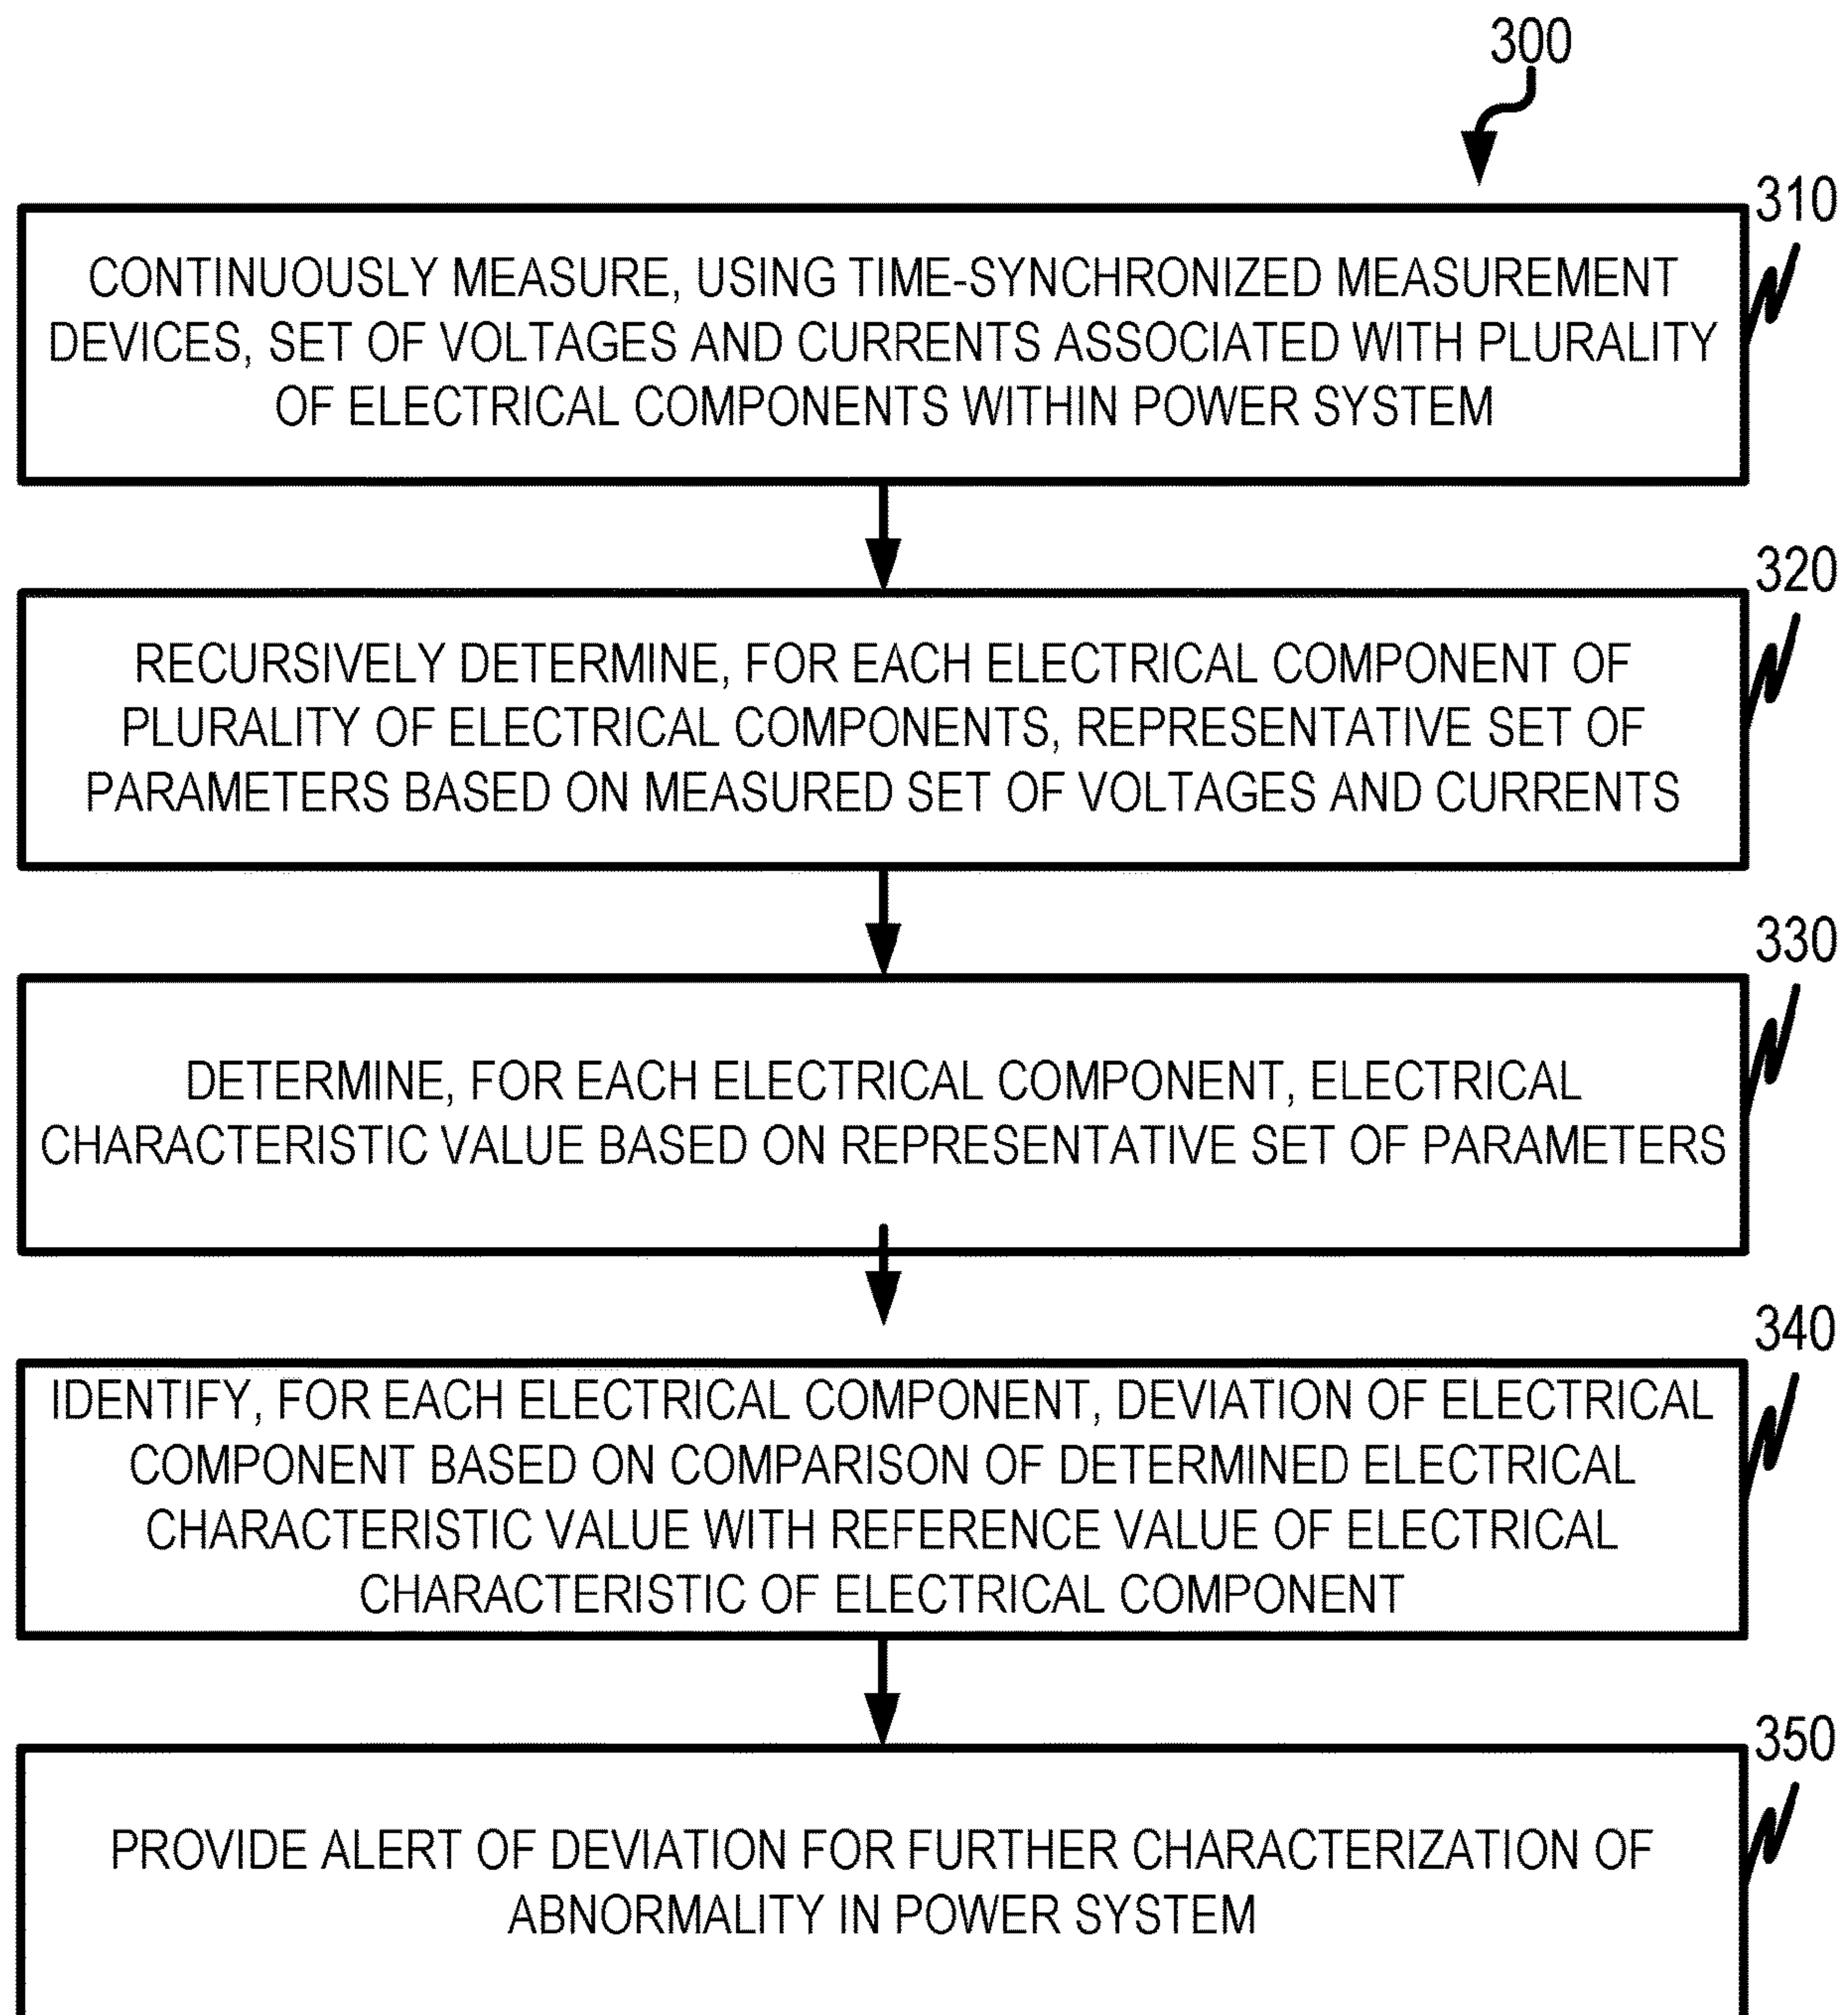 300
310
CONTINUOUSLY MEASURE, USING TIME-SYNCHRONIZED MEASUREMENT
DEVICES, SET OF VOLTAGES AND CURRENTS ASSOCIATED WITH PLURALITY
OF ELECTRICAL COMPONENTS WITHIN POWER SYSTEM
320
RECURSIVELY DETERMINE, FOR EACH ELECTRICAL COMPONENT OF
PLURALITY OF ELECTRICAL COMPONENTS, REPRESENTATIVE SET OF
PARAMETERS BASED ON MEASURED SET OF VOLTAGES AND CURRENTS
330
DETERMINE, FOR EACH ELECTRICAL COMPONENT, ELECTRICAL
CHARACTERISTIC VALUE BASED ON REPRESENTATIVE SET OF PARAMETERS
340
IDENTIFY, FOR EACH ELECTRICAL COMPONENT, DEVIATION OF ELECTRICAL
COMPONENT BASED ON COMPARISON OF DETERMINED ELECTRICAL
CHARACTERISTIC VALUE WITH REFERENCE VALUE OF ELECTRICAL
CHARACTERISTIC OF ELECTRICAL COMPONENT
350
PROVIDE ALERT OF DEVIATION FOR FURTHER CHARACTERIZATION OF
ABNORMALITY IN POWER SYSTEM